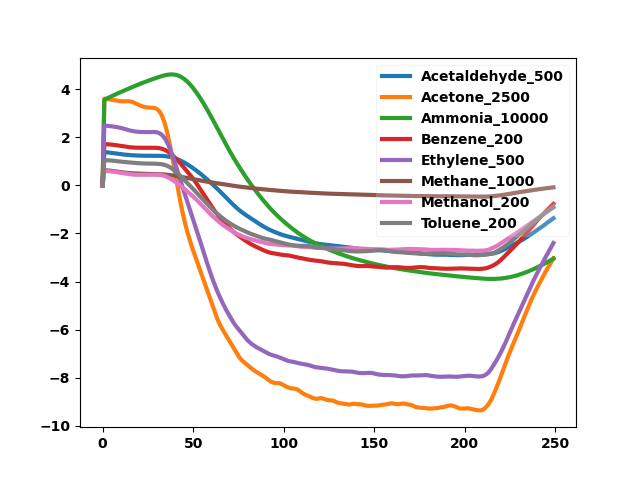 Acetaldehyde_500
Acetone_2500
Ammonia_10000
Benzene_200
Ethylene_500
Methane_1000
Methanol_200
Toluene_200
4
2
0
−2
−4
−6
−8
−10
0 50 100 150 200 250